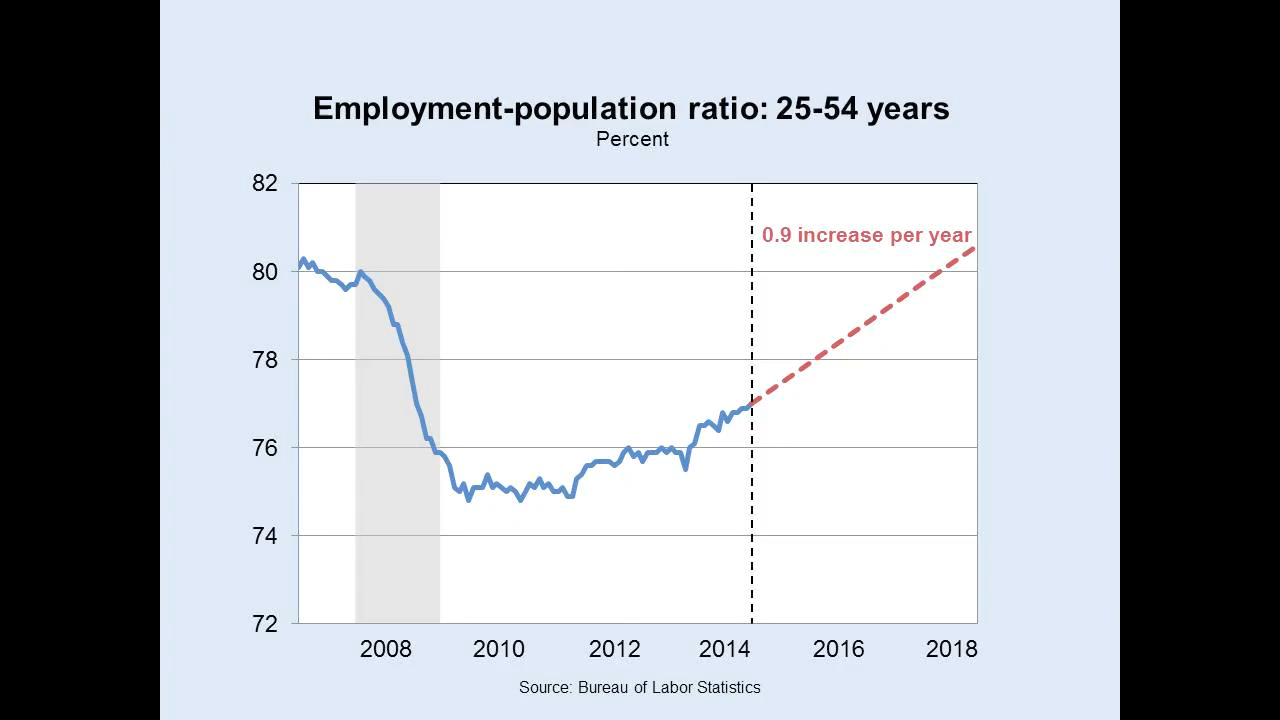 Employment-population ratio: 25-54 years
Percent
82
0.9 increase per year
80
78
76
74
72
2008 2010 2012 2014 2016 2018
Source: Bureau of Labor Statistics